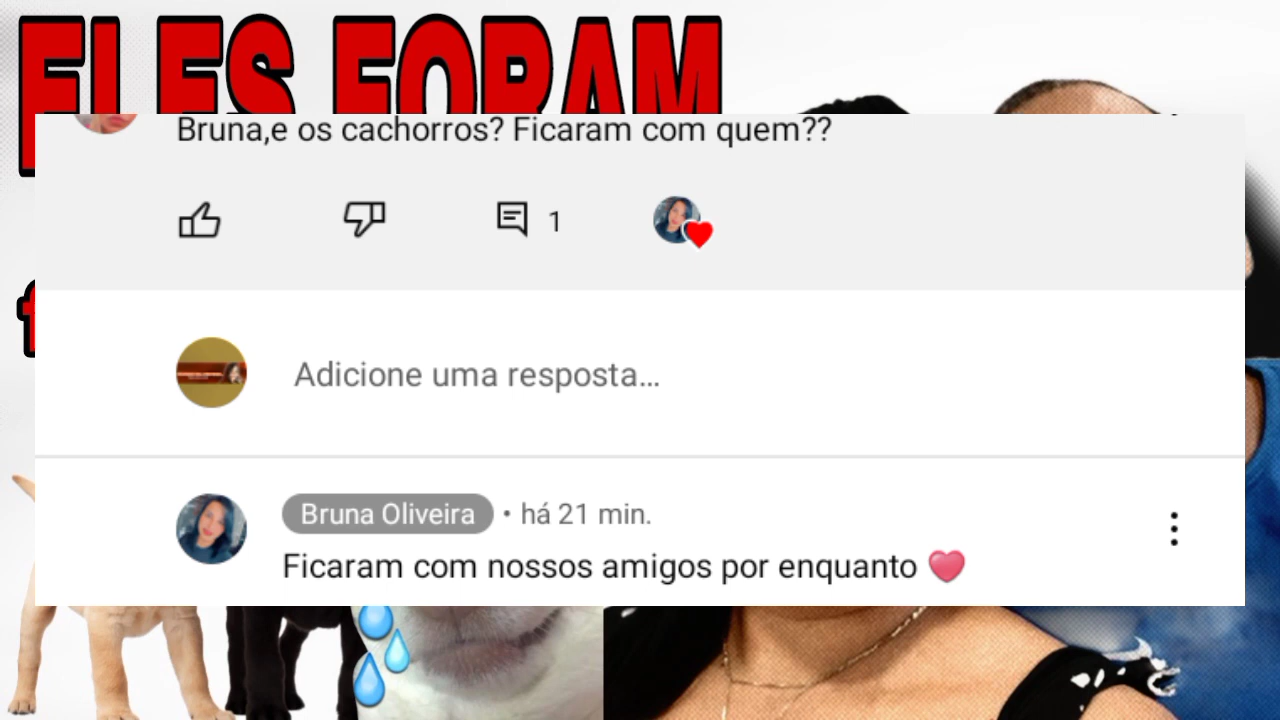 ELES FORAM
Bruna,e os cachorros? Ficaram com quem??
1
Adicione uma resposta...
Bruna Oliveira • há 21 min.
Ficaram com nossos amigos por enquanto